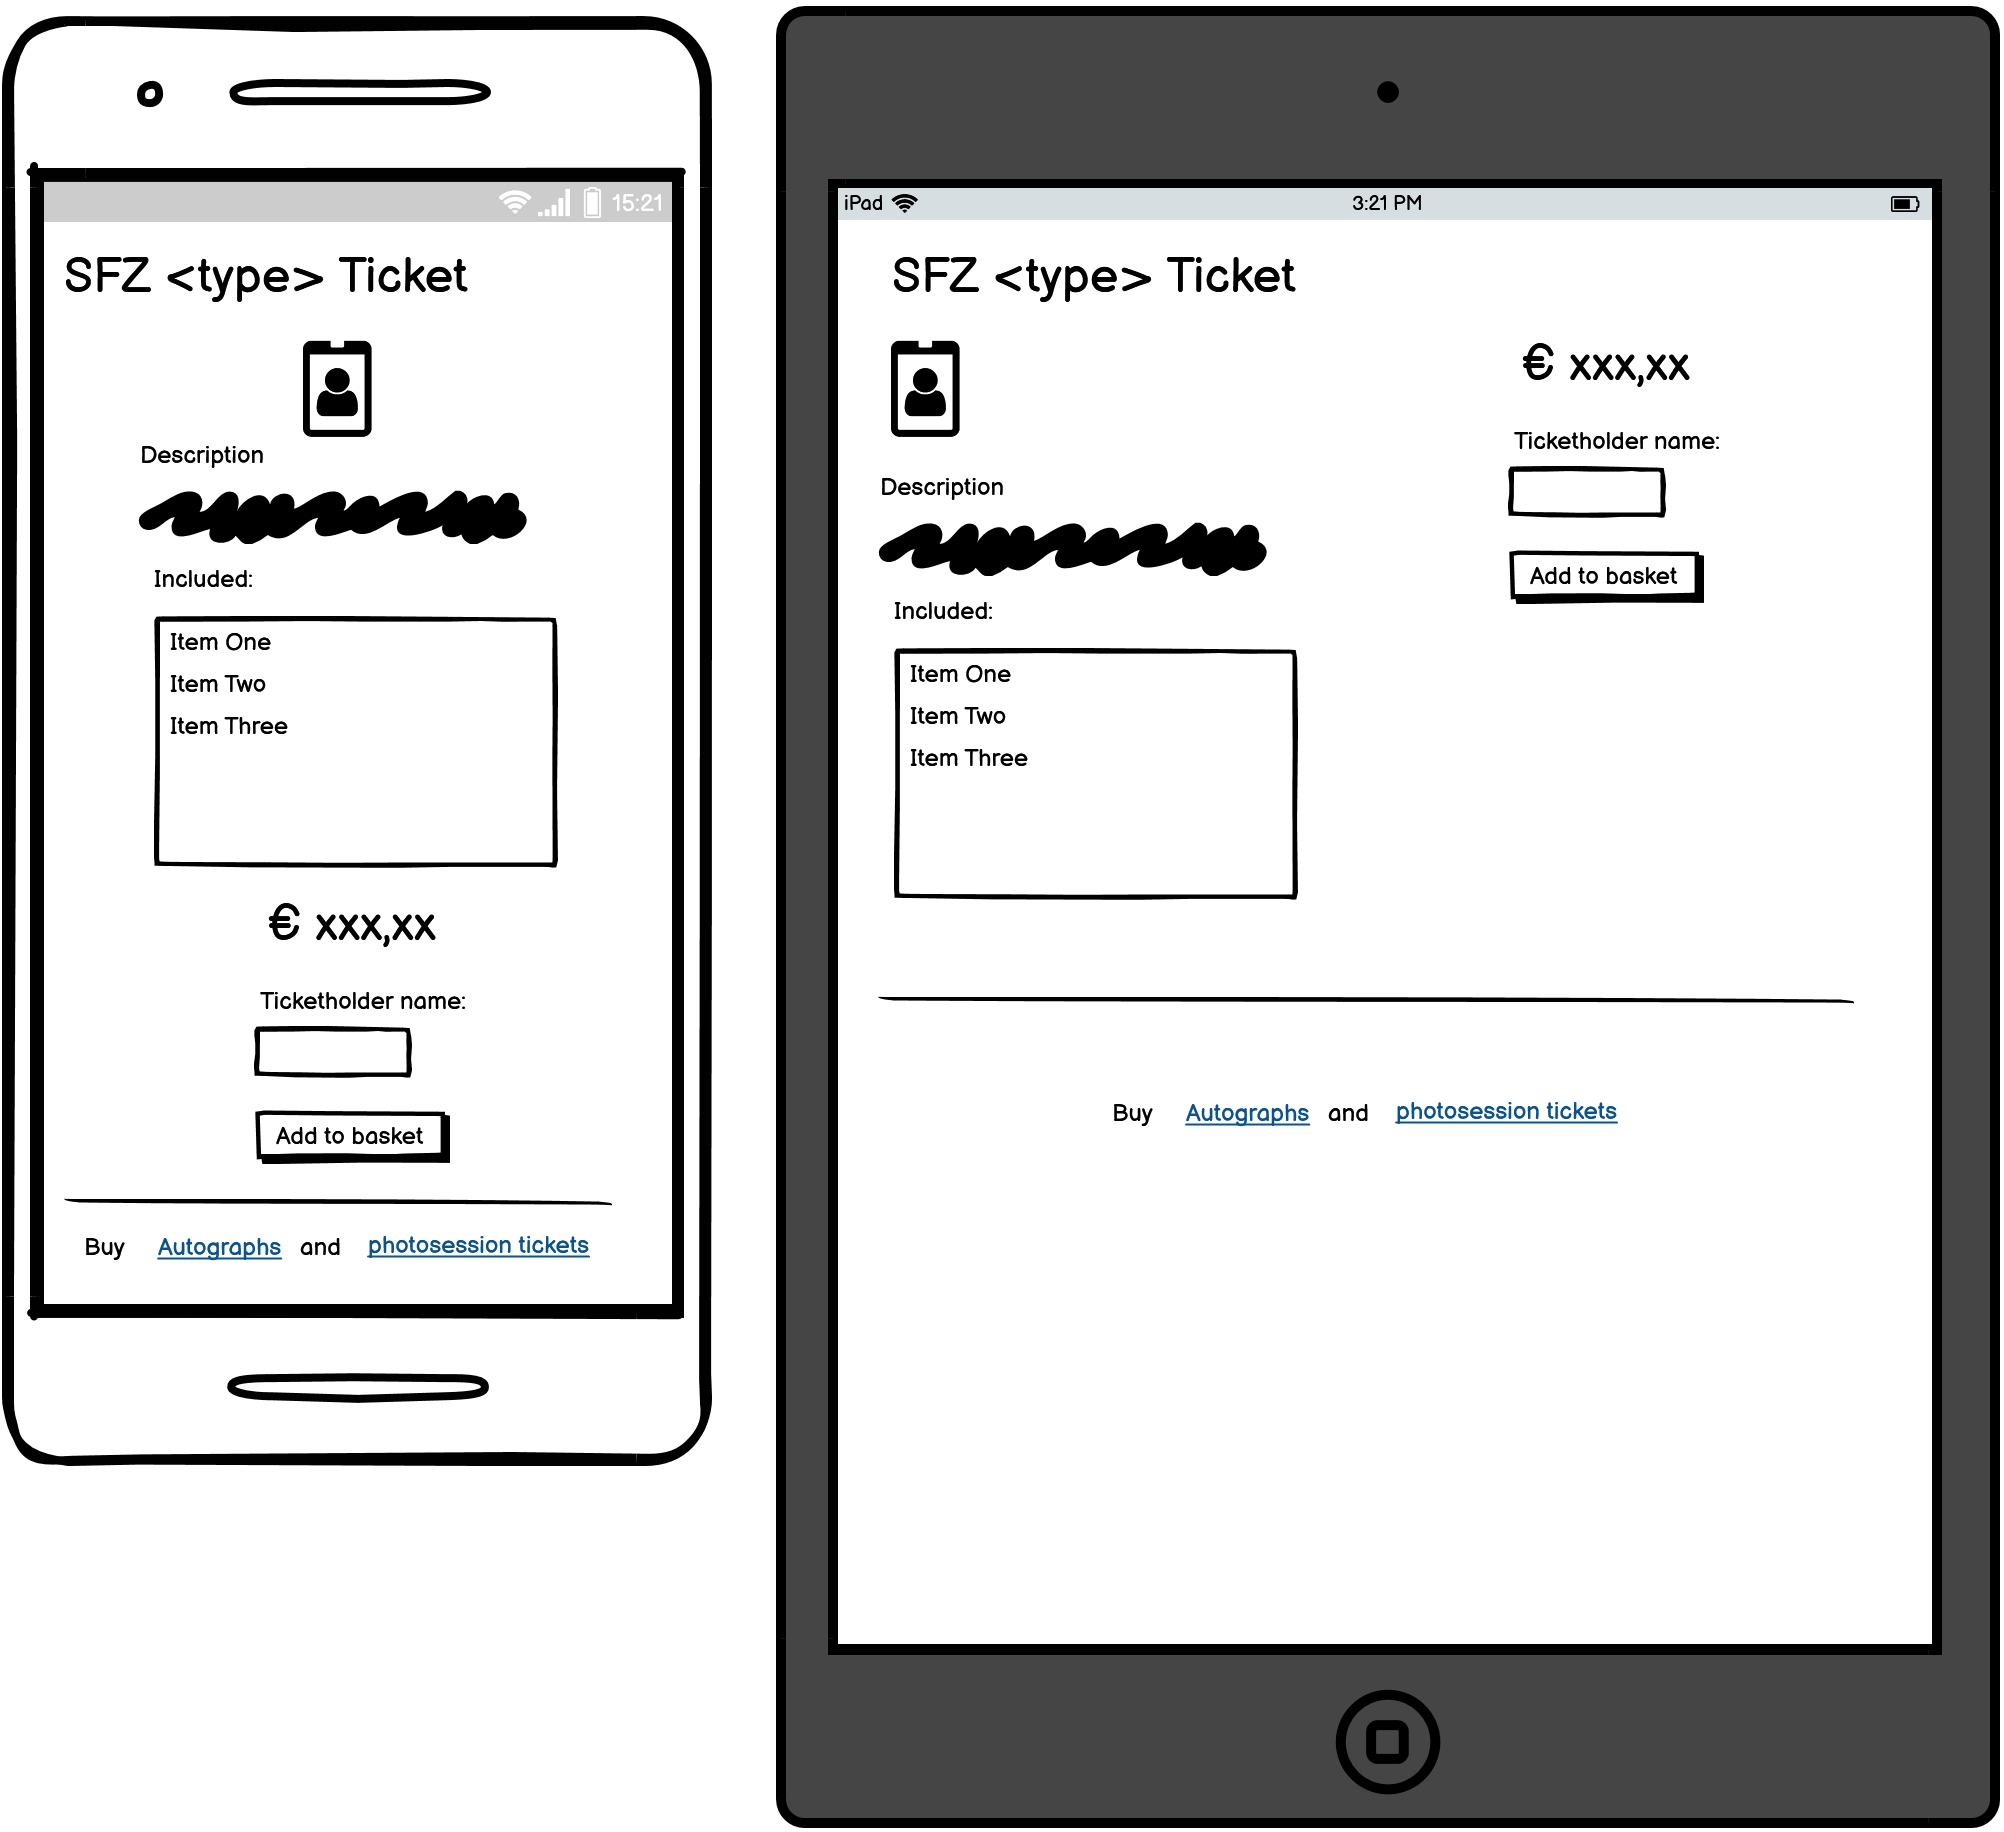 15:21
SFZ <type> Ticket
Description
Included:
Item One
Item Two
Item Three
€ xxx,xx
Ticketholder name:
Add to basket
Buy Autographs and photosession tickets
iPad 3:21 PM
SFZ <type> Ticket
Description
Included:
Item One
Item Two
Item Three
€ xxx,xx
Ticketholder name:
Add to basket
Buy Autographs and photosession tickets